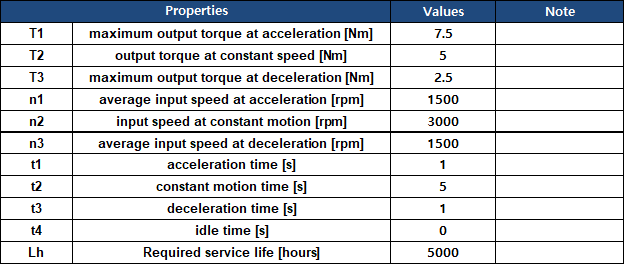 Properties Values Note
T1 maximum output torque at acceleration [Nm] 7.5
T2 output torque at constant speed [Nm] 5
T3 maximum output torque at deceleration [Nm] 2.5
n1 average input speed at acceleration [rpm] 1500
n2 input speed at constant motion [rpm] 3000
n3 average input speed at deceleration [rpm] 1500
t1 acceleration time [s] 1
t2 constant motion time [s] 5
t3 deceleration time [s] 1
t4 idle time [s] 0
Lh Required service life [hours] 5000